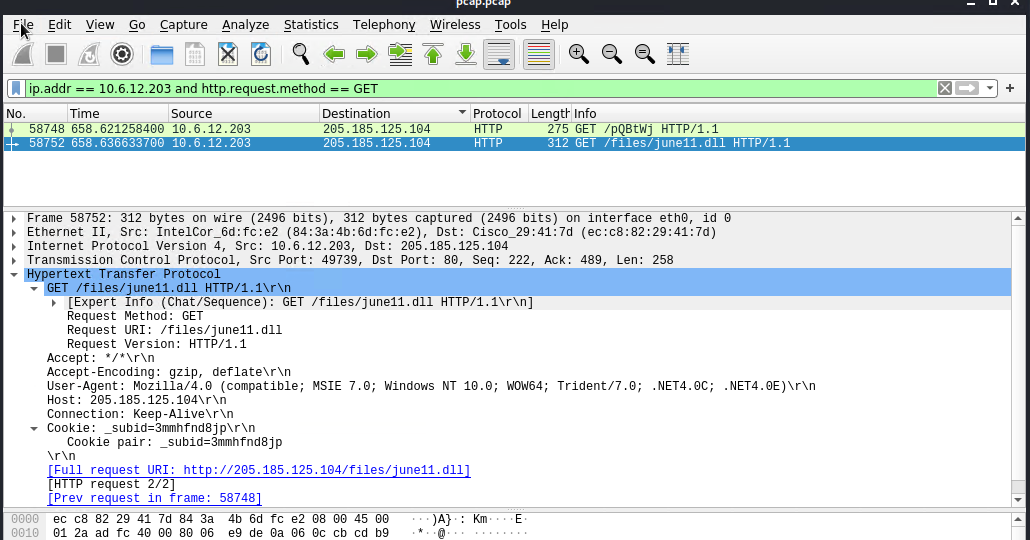 pcap.pcap
File Edit View Go Capture Analyze Statistics Telephony Wireless Tools Help
ip.addr == 10.6.12.203 and http.request.method == GET
No. Time Source Destination Protocol Length Info
58748 658.621258400 10.6.12.203 205.185.125.104 HTTP 275 GET /pQBtWj HTTP/1.1
58752 658.636633700 10.6.12.203 205.185.125.104 HTTP 312 GET /files/june11.dll HTTP/1.1
Frame 58752: 312 bytes on wire (2496 bits), 312 bytes captured (2496 bits) on interface eth0, id 0
Ethernet II, Src: IntelCor_6d:fc:e2 (84:3a:4b:6d:fc:e2), Dst: Cisco_29:41:7d (ec:c8:82:29:41:7d)
Internet Protocol Version 4, Src: 10.6.12.203, Dst: 205.185.125.104
Transmission Control Protocol, Src Port: 49739, Dst Port: 80, Seq: 222, Ack: 489, Len: 258
Hypertext Transfer Protocol
GET /files/june11.dll HTTP/1.1\r\n
[Expert Info (Chat/Sequence): GET /files/june11.dll HTTP/1.1\r\n]
Request Method: GET
Request URI: /files/june11.dll
Request Version: HTTP/1.1
Accept: */*\r\n
Accept-Encoding: gzip, deflate\r\n
User-Agent: Mozilla/4.0 (compatible; MSIE 7.0; Windows NT 10.0; WOW64; Trident/7.0; .NET4.0C; .NET4.0E)\r\n
Host: 205.185.125.104\r\n
Connection: Keep-Alive\r\n
Cookie: _subid=3mmhfnd8jp\r\n
Cookie pair: _subid=3mmhfnd8jp
\r\n
[Full request URI: http://205.185.125.104/files/june11.dll]
[HTTP request 2/2]
[Prev request in frame: 58748]
0000 ec c8 82 29 41 7d 84 3a 4b 6d fc e2 08 00 45 00 ···)A}·: Km····E·
0010 01 2a ad fc 40 00 80 06 e9 de 0a 06 0c cb cd b9 ·*··@··· ········